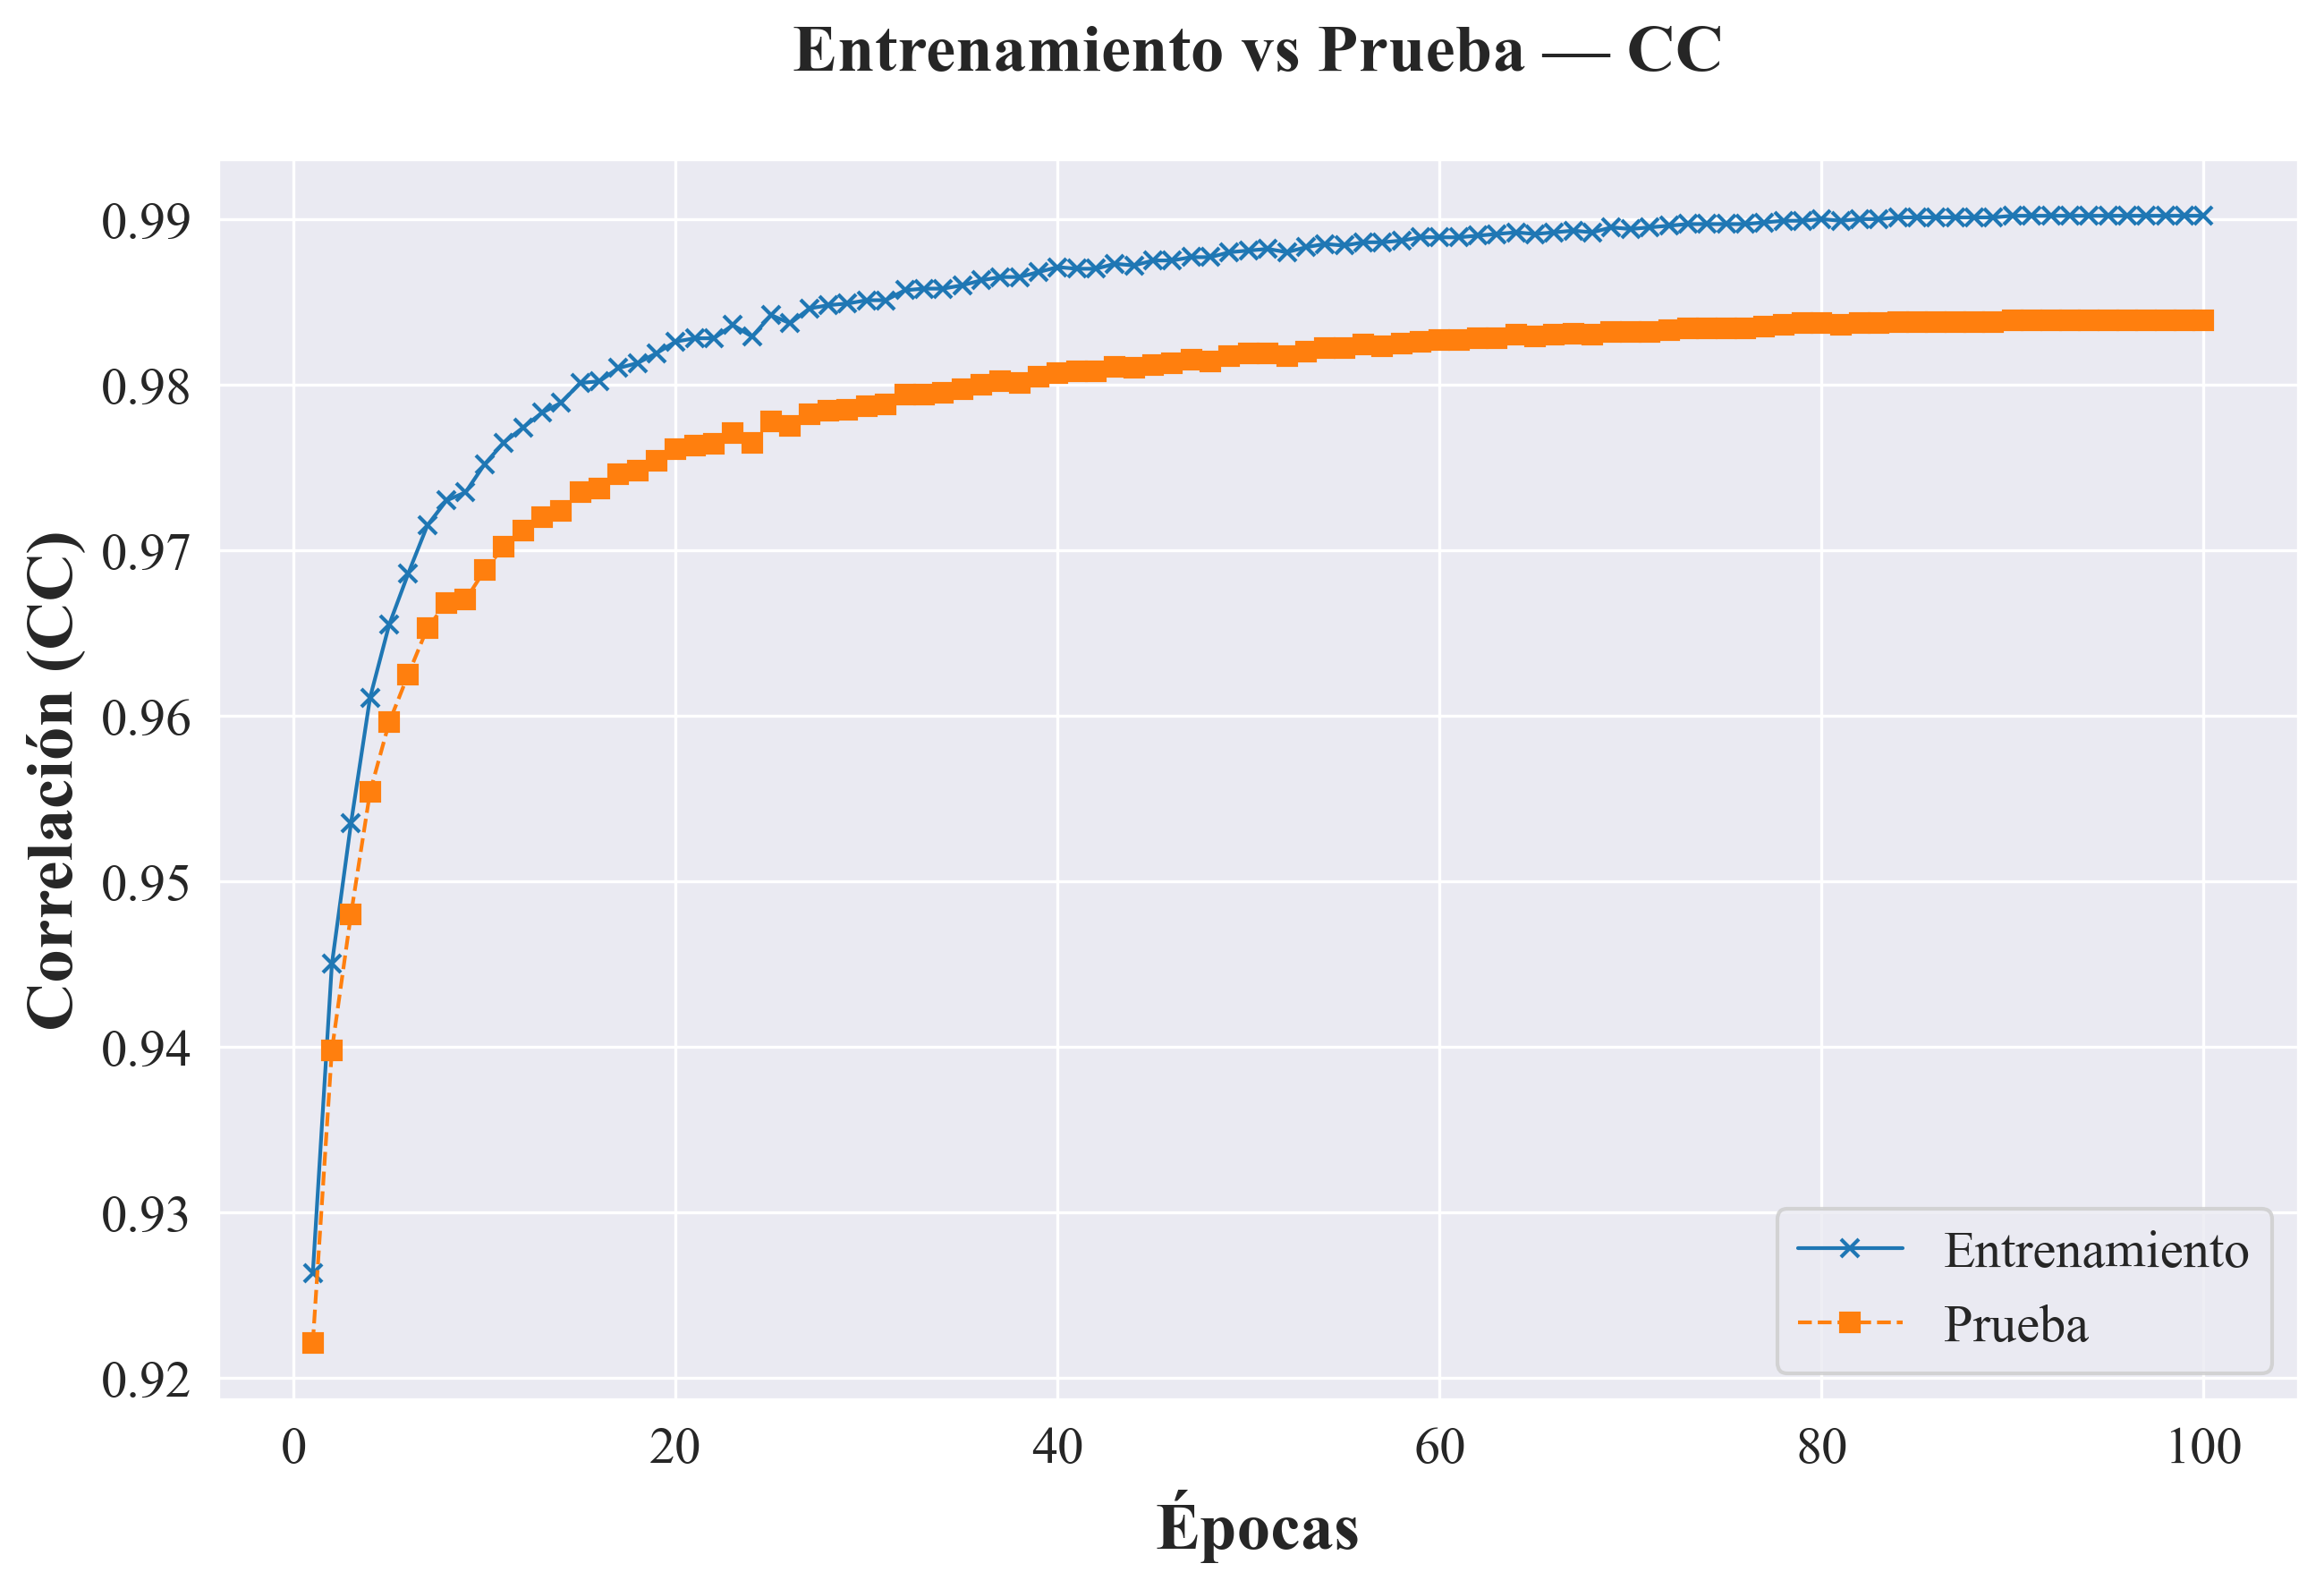 Entrenamiento vs Prueba — CC
Correlación (CC)
0.99
0.98
0.97
0.96
0.95
0.94
0.93
0.92
0 20 40 60 80 100
Épocas
Entrenamiento
Prueba